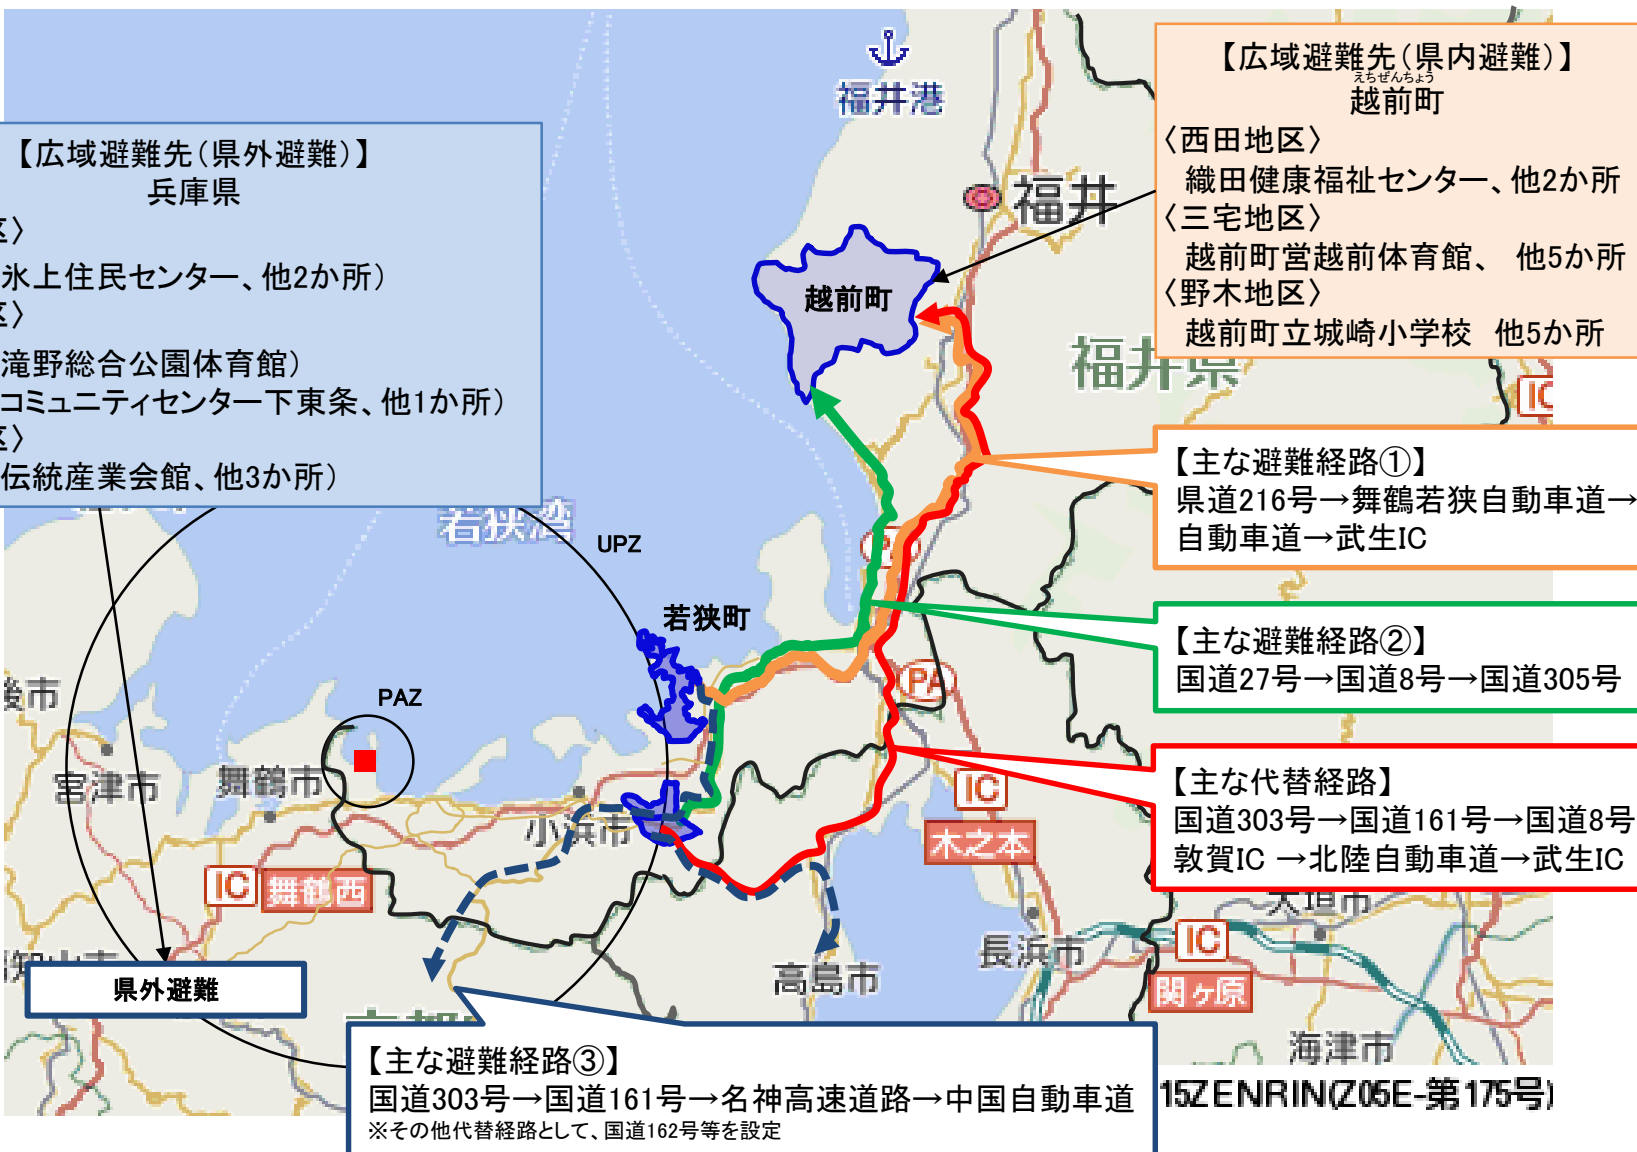 【広域避難先（県外避難）】
兵庫県
区〉
氷上住民センター、他2か所）
区〉
滝野総合公園体育館）
コミュニティセンター下東条、他1か所）
区〉
伝統産業会館、他3か所）
【広域避難先（県内避難）】
えちぜんちょう
越前町
〈西田地区〉
織田健康福祉センター、他2か所
〈三宅地区〉
越前町営越前体育館、 他5か所
〈野木地区〉
越前町立城崎小学校 他5か所
福井港
福井
越前町
福井県
IC
【主な避難経路①】
県道216号→舞鶴若狭自動車道→
自動車道→武生IC
若狭湾
UPZ
PA
若狭町
【主な避難経路②】
国道27号→国道8号→国道305号
PA
後市
PAZ
宮津市
舞鶴市
小浜市
IC
木之本
【主な代替経路】
国道303号→国道161号→国道8号
敦賀IC →北陸自動車道→武生IC
IC
舞鶴西
大垣市
長浜市
IC
関ヶ原
高島市
県外避難
海津市
【主な避難経路③】
国道303号→国道161号→名神高速道路→中国自動車道
※その他代替経路として、国道162号等を設定
15ZENRIN(Z05E-第175号)